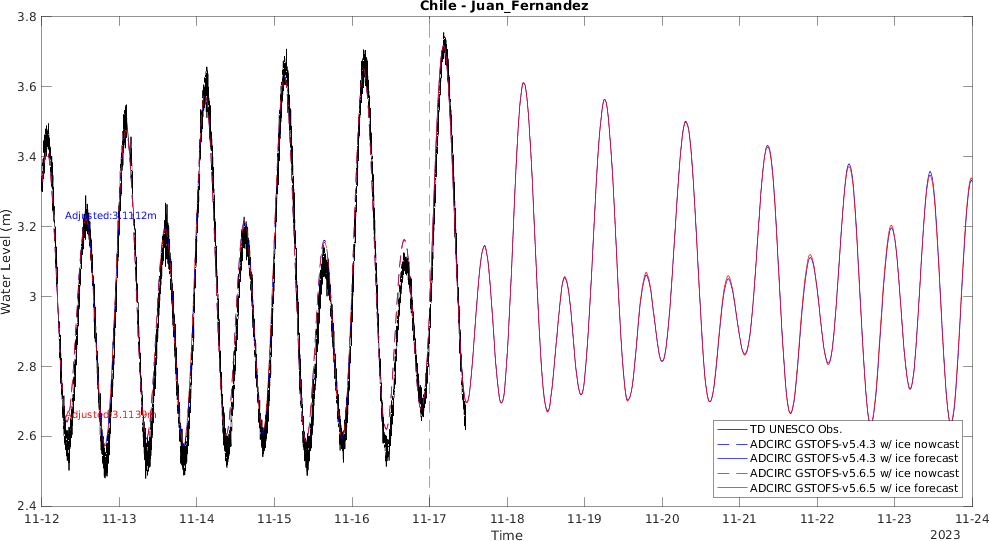 Chile - Juan_Fernandez
3.8
3.6
3.4
3.2
3
2.8
2.6
2.4
Water Level (m)
Adjusted:3.1112m
Adjusted:3.1139m
TD UNESCO Obs.
ADCIRC GSTOFS-v5.4.3 w/ ice nowcast
ADCIRC GSTOFS-v5.4.3 w/ ice forecast
ADCIRC GSTOFS-v5.6.5 w/ ice nowcast
ADCIRC GSTOFS-v5.6.5 w/ ice forecast
11-12 11-13 11-14 11-15 11-16 11-17 11-18 11-19 11-20 11-21 11-22 11-23 11-24
Time
2023